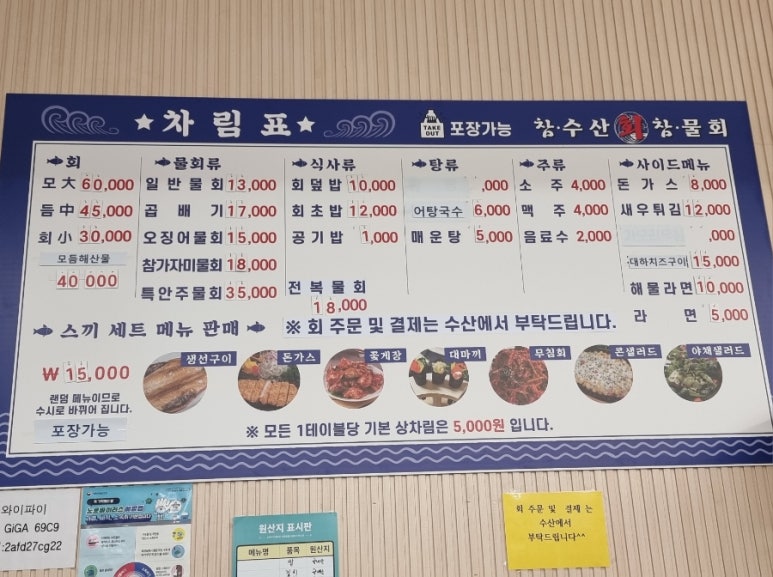 ★차림표★
TAKE OUT
포장가능
창·수산 회 창·물회
회
모大 60,000
듬中 45,000
회小 30,000
모듬해산물
40 000
물회류
일반물회 13,000
곱배기 17,000
오징어물회 15,000
참가자미물회 18,000
특안주물회 35,000
식사류
회덮밥 10,000
회초밥 12,000
공기밥 1,000
전복물회
18,000
탕류
,000
어탕국수 6,000
매운탕 5,000
주류
소주 4,000
맥주 4,000
음료수 2,000
사이드메뉴
돈가스 8,000
새우튀김 12,000
,000
대하치즈구이 15,000
해물라면 10,000
라면 5,000
스끼 세트 메뉴 판매
※ 회 주문 및 결제는 수산에서 부탁드립니다.
₩ 15,000
랜덤 메뉴이므로
수시로 바뀌어 집니다.
포장가능
생선구이
돈가스
꽃게장
대마끼
무침회
콘샐러드
야채샐러드
※ 모든 1테이블당 기본 상차림은 5,000원 입니다.
와이파이
GiGA 69C9
:2afd27cg22
원산지 표시판
메뉴명 품목 원산지
쌀
회 주문 및 결제 는
수산에서
부탁드립니다^^